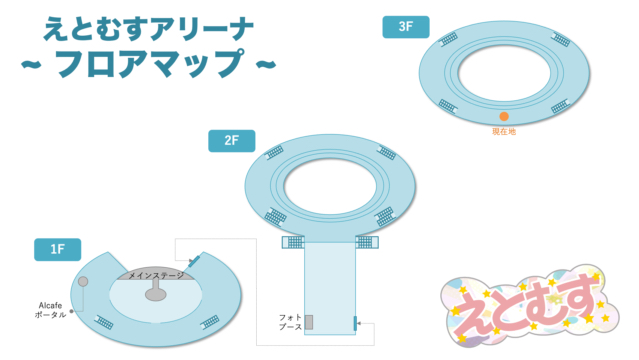 えとむすアリーナ
~ フロアマップ ~
3F
現在地
2F
1F
メインステージ
AIcafe
ポータル
フォト
ブース
えとむす